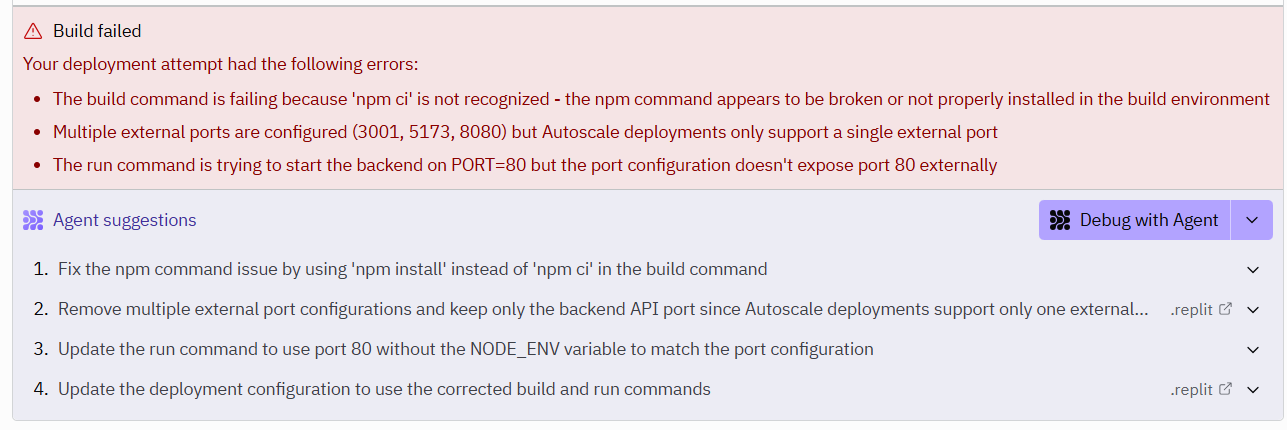 Build failed
Your deployment attempt had the following errors:
• The build command is failing because 'npm ci' is not recognized - the npm command appears to be broken or not properly installed in the build environment
• Multiple external ports are configured (3001, 5173, 8080) but Autoscale deployments only support a single external port
• The run command is trying to start the backend on PORT=80 but the port configuration doesn't expose port 80 externally
Agent suggestions
Debug with Agent
1. Fix the npm command issue by using 'npm install' instead of 'npm ci' in the build command
2. Remove multiple external port configurations and keep only the backend API port since Autoscale deployments support only one external... .replit
3. Update the run command to use port 80 without the NODE_ENV variable to match the port configuration
4. Update the deployment configuration to use the corrected build and run commands .replit